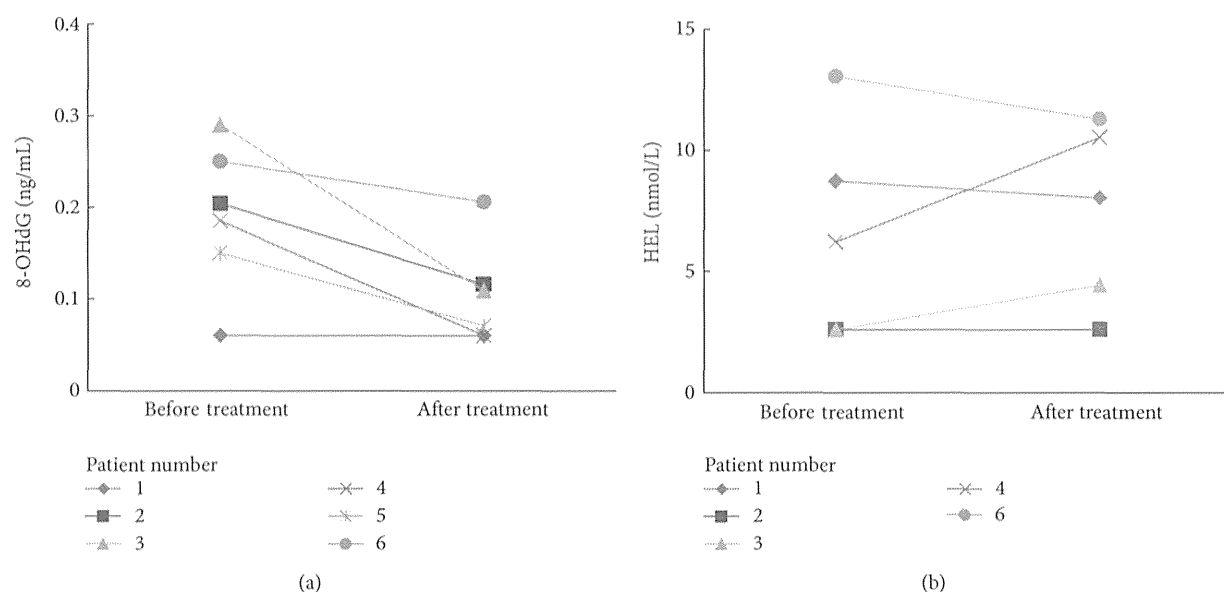 0.4
0.3
0.2
0.1
0
8-OHdG (ng/mL)
Before treatment
After treatment
Patient number
1
2
3
4
5
6
(a)
15
10
5
0
HEL (nmol/L)
Before treatment
After treatment
Patient number
1
2
3
4
6
(b)